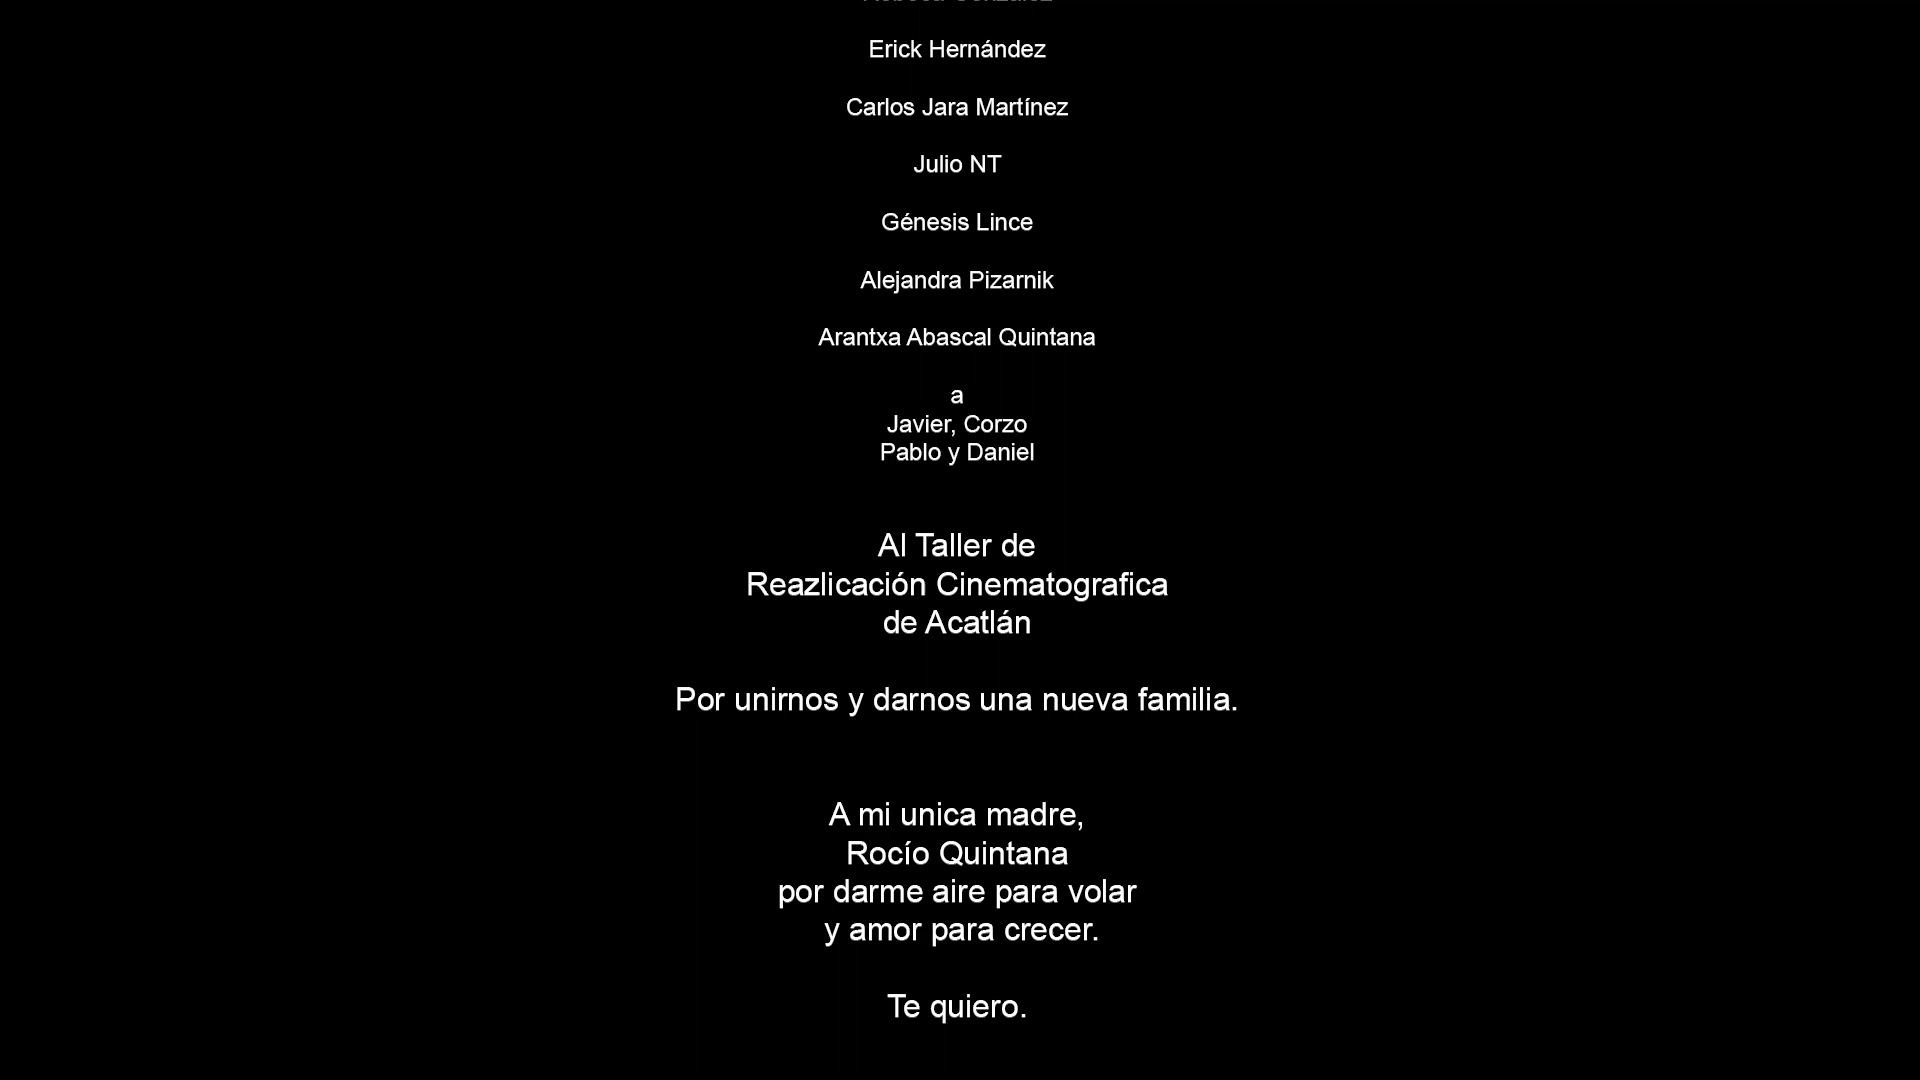 Erick Hernández
Carlos Jara Martínez
Julio NT
Génesis Lince
Alejandra Pizarnik
Arantxa Abascal Quintana
a
Javier, Corzo
Pablo y Daniel
Al Taller de
Reazlicación Cinematografica
de Acatlán
Por unirnos y darnos una nueva familia.
A mi unica madre,
Rocío Quintana
por darme aire para volar
y amor para crecer.
Te quiero.